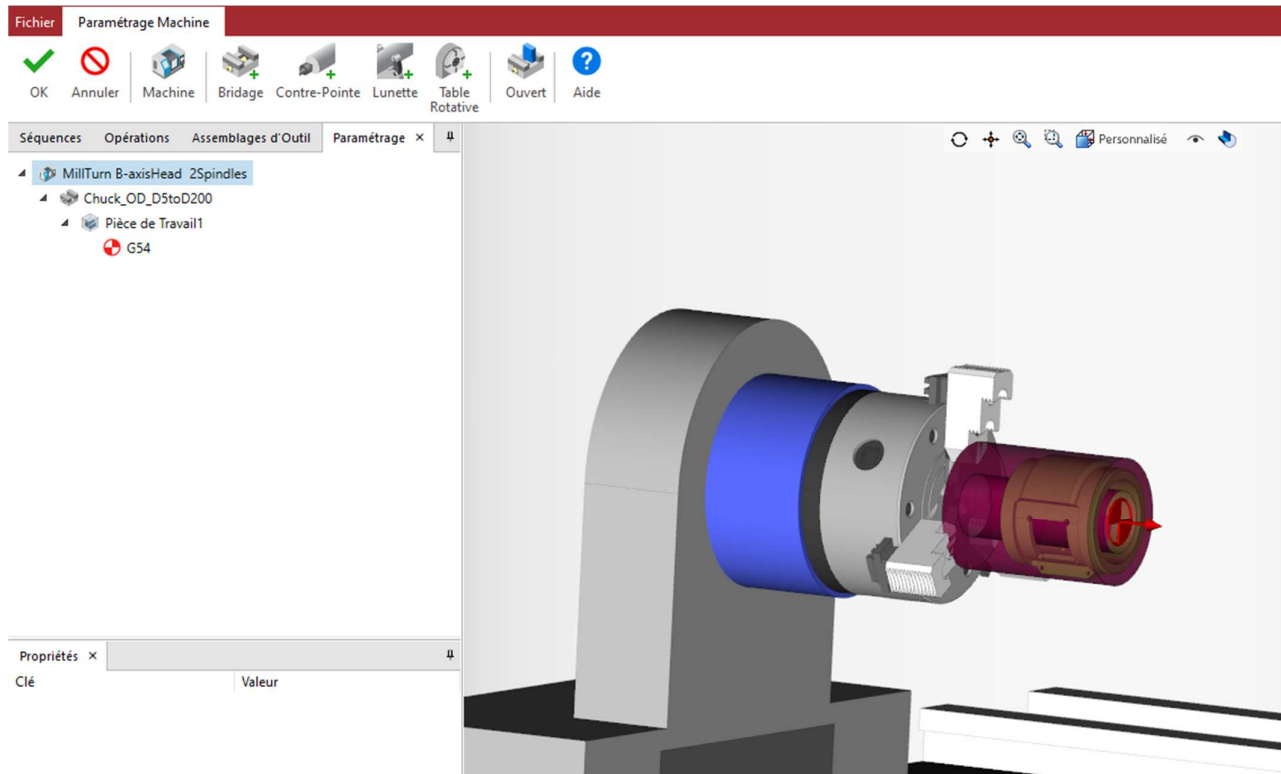 Fichier Paramétrage Machine
OK Annuler Machine Bridage Contre-Pointe Lunette Table Rotative Ouvert Aide
Séquences Opérations Assemblages d'Outil Paramétrage
Personnalisé
MillTurn B-axisHead 2Spindles
Chuck_OD_D5toD200
Pièce de Travail1
G54
Propriétés
Clé Valeur